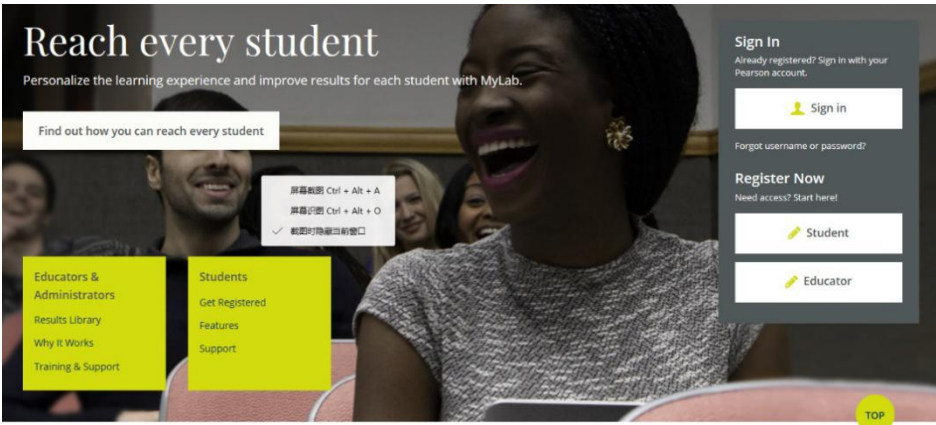 Reach every student
Personalize the learning experience and improve results for each student with MyLab.
Find out how you can reach every student
屏幕截图 Ctrl + Alt + A
屏幕识图 Ctrl + Alt + O
截图时隐藏当前窗口
Educators &
Administrators
Results Library
Why It Works
Training & Support
Students
Get Registered
Features
Support
Sign In
Already registered? Sign in with your
Pearson account.
Sign in
Forgot username or password?
Register Now
Need access? Start here!
Student
Educator
TOP